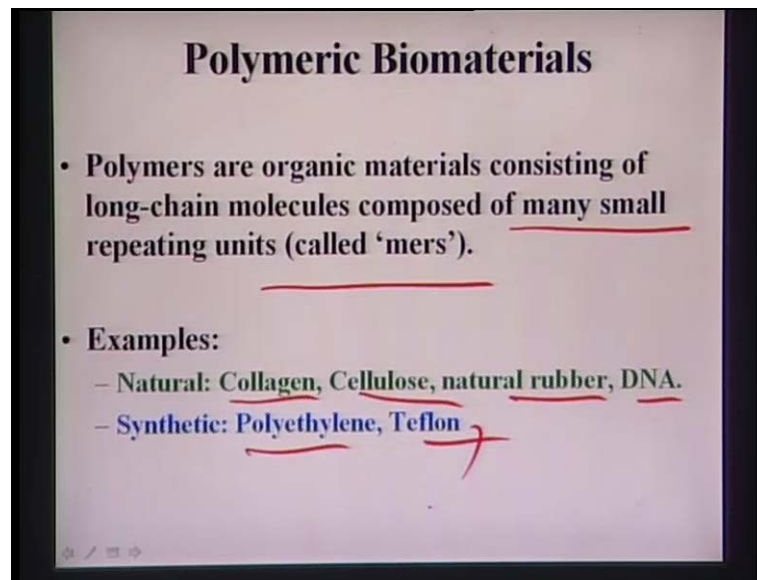 Polymeric Biomaterials
• Polymers are organic materials consisting of
long-chain molecules composed of many small
repeating units (called ‘mers’).
• Examples:
– Natural: Collagen, Cellulose, natural rubber, DNA.
– Synthetic: Polyethylene, Teflon